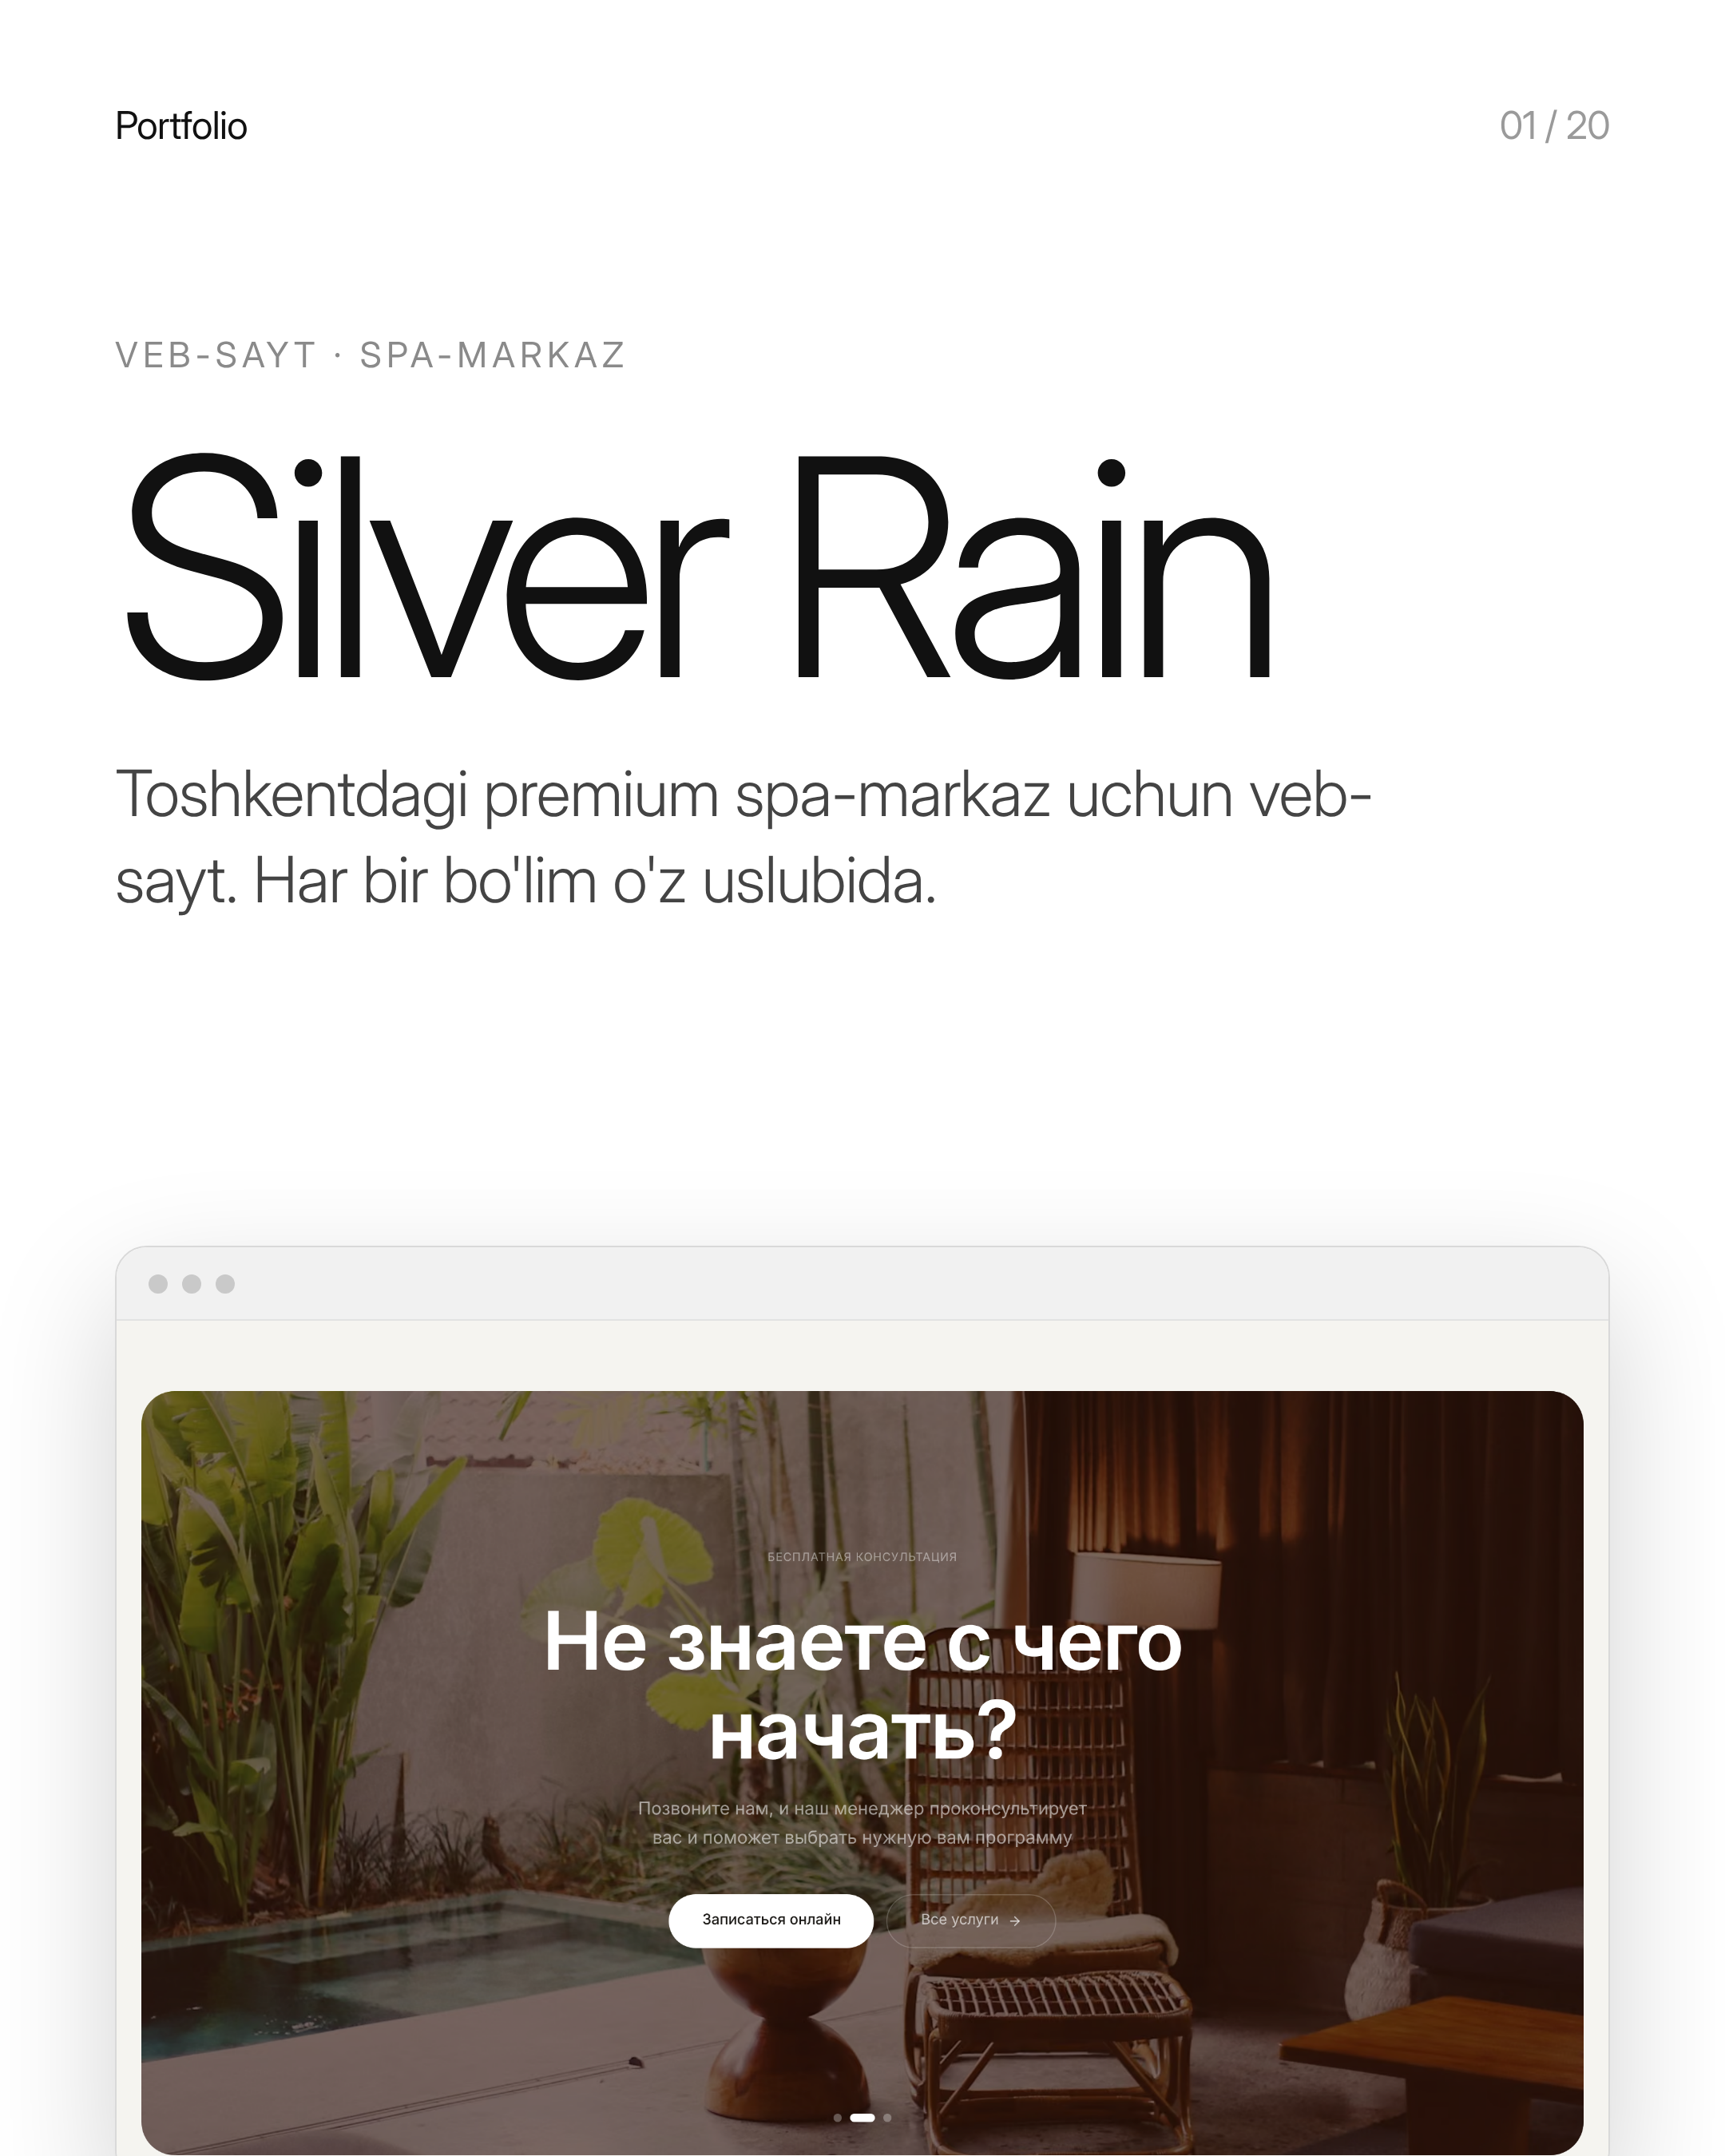 Portfolio
01 / 20
VEB-SAYT · SPA-MARKAZ
Silver Rain
Toshkentdagi premium spa-markaz uchun veb-
sayt. Har bir bo'lim o'z uslubida.
БЕСПЛАТНАЯ КОНСУЛЬТАЦИЯ
Не знаете с чего
начать?
Позвоните нам, и наш менеджер проконсультирует
вас и поможет выбрать нужную вам программу
Записаться онлайн
Все услуги →